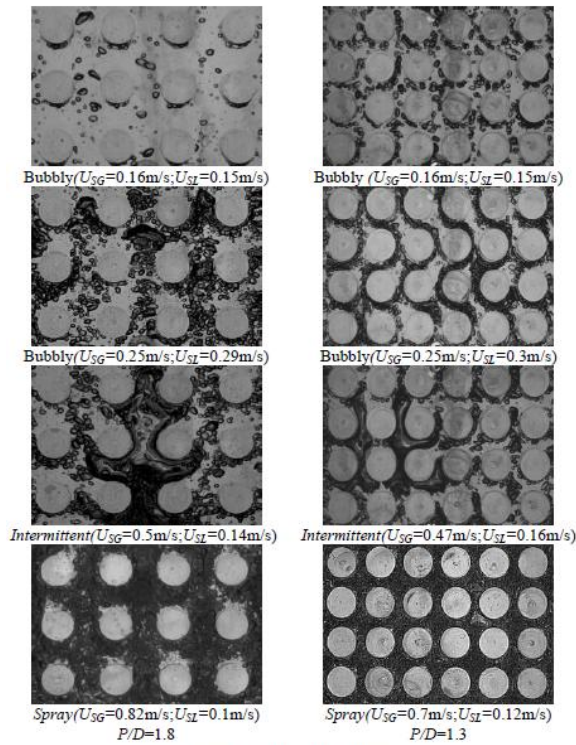 Bubbly(USG=0.16m/s;USL=0.15m/s)
Bubbly (USG=0.16m/s;USL=0.15m/s)
Bubbly(USG=0.25m/s;USL=0.29m/s)
Bubbly(USG=0.25m/s;USL=0.3m/s)
Intermittent(USG=0.5m/s;USL=0.14m/s)
Intermittent(USG=0.47m/s;USL=0.16m/s)
Spray(USG=0.82m/s;USL=0.1m/s)
Spray(USG=0.7m/s;USL=0.12m/s)
P/D=1.8
P/D=1.3